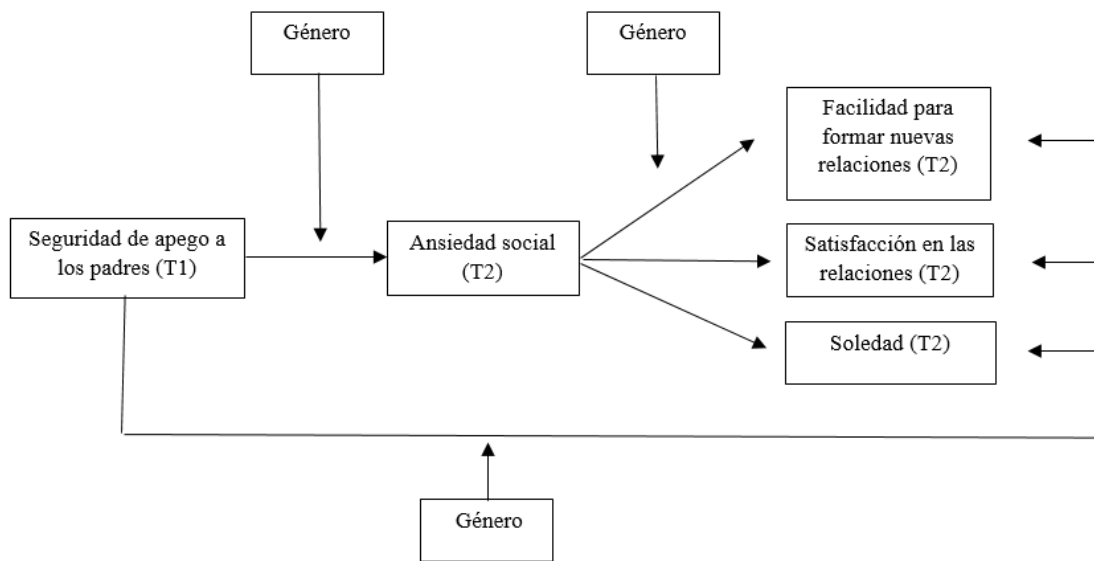 Género
Género
Facilidad para
formar nuevas
relaciones (T2)
Seguridad de apego a
los padres (T1)
Ansiedad social
(T2)
Satisfacción en las
relaciones (T2)
Soledad (T2)
Género